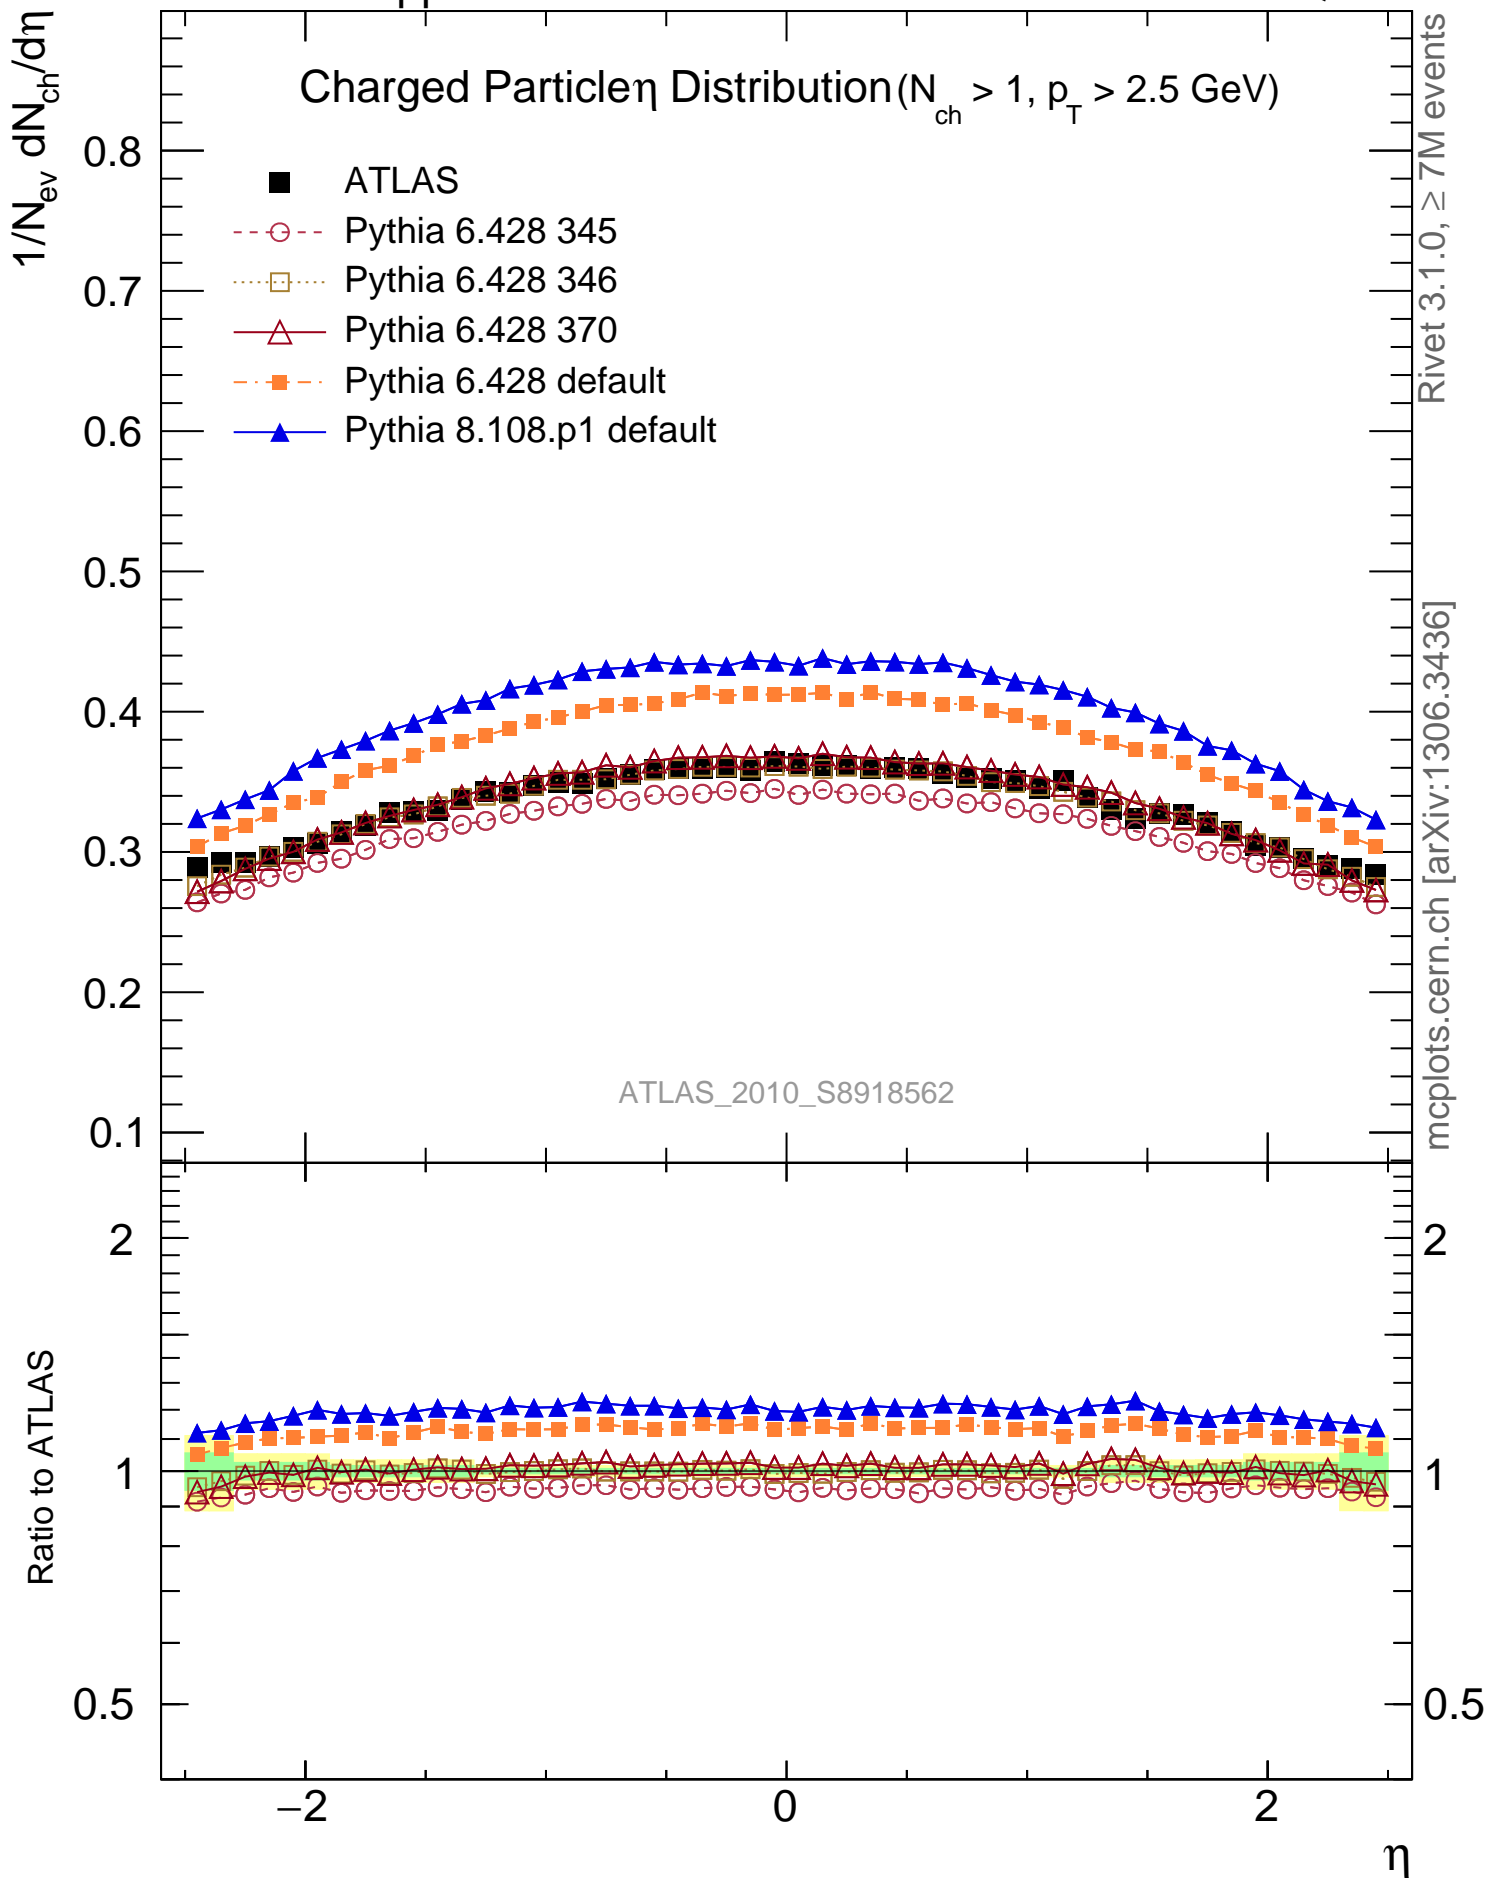 Charged Particle η Distribution (N_ch > 1, p_T > 2.5 GeV)
ATLAS
Pythia 6.428 345
Pythia 6.428 346
Pythia 6.428 370
Pythia 6.428 default
Pythia 8.108.p1 default
1/N_ev dN_ch/dη
0.8
0.7
0.6
0.5
0.4
0.3
0.2
0.1
ATLAS_2010_S8918562
Rivet 3.1.0, ≥ 7M events
mcplots.cern.ch [arXiv:1306.3436]
Ratio to ATLAS
2
1
0.5
2
1
0.5
−2
0
2
η